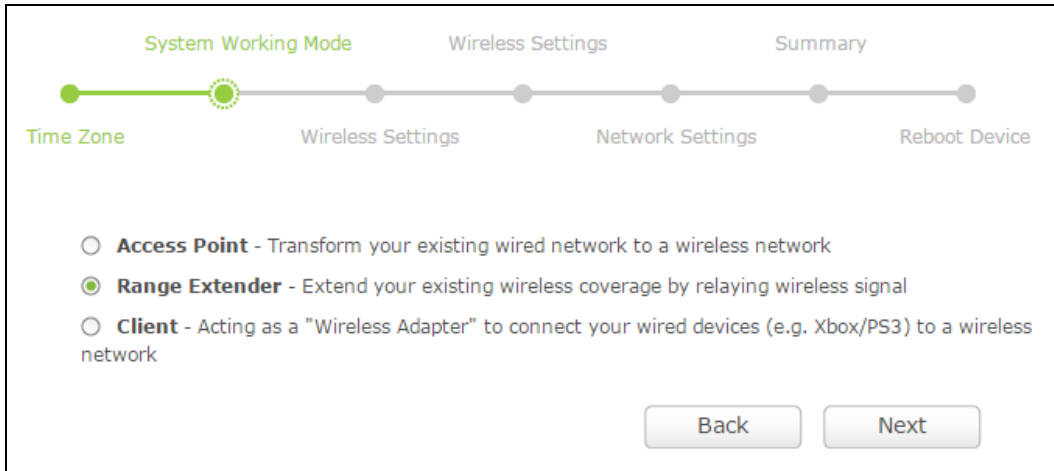 System Working Mode Wireless Settings Summary
Time Zone Wireless Settings Network Settings Reboot Device
Access Point - Transform your existing wired network to a wireless network
Range Extender - Extend your existing wireless coverage by relaying wireless signal
Client - Acting as a "Wireless Adapter" to connect your wired devices (e.g. Xbox/PS3) to a wireless
network
Back Next